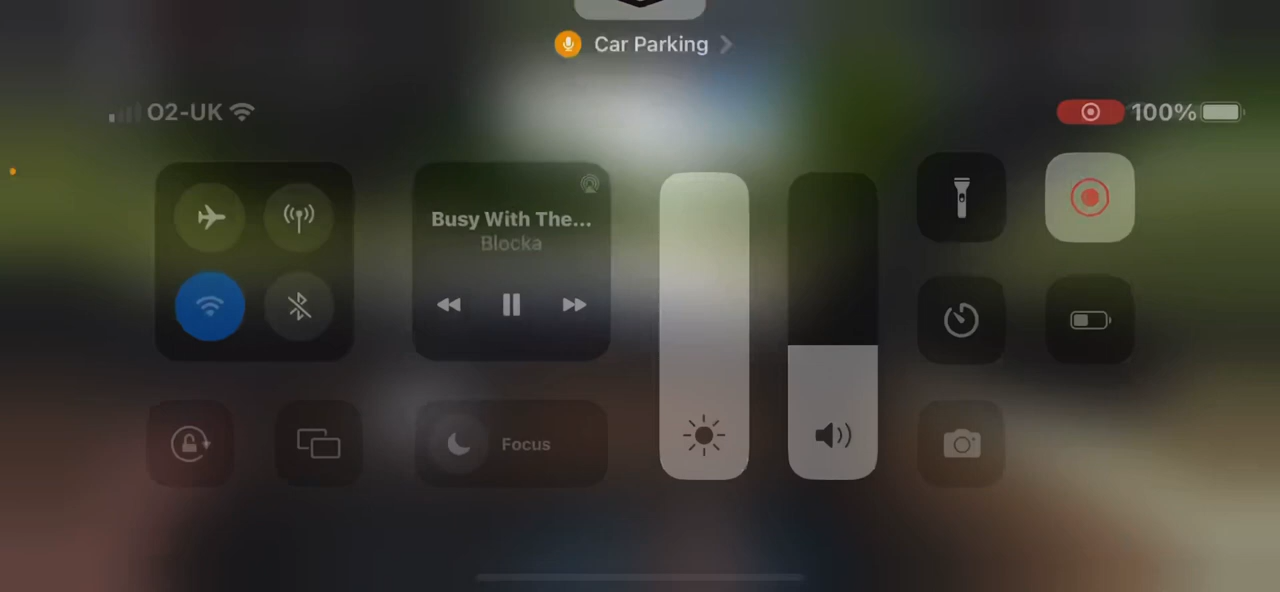 Car Parking
O2-UK
100%
Busy With The...
Blocka
Focus